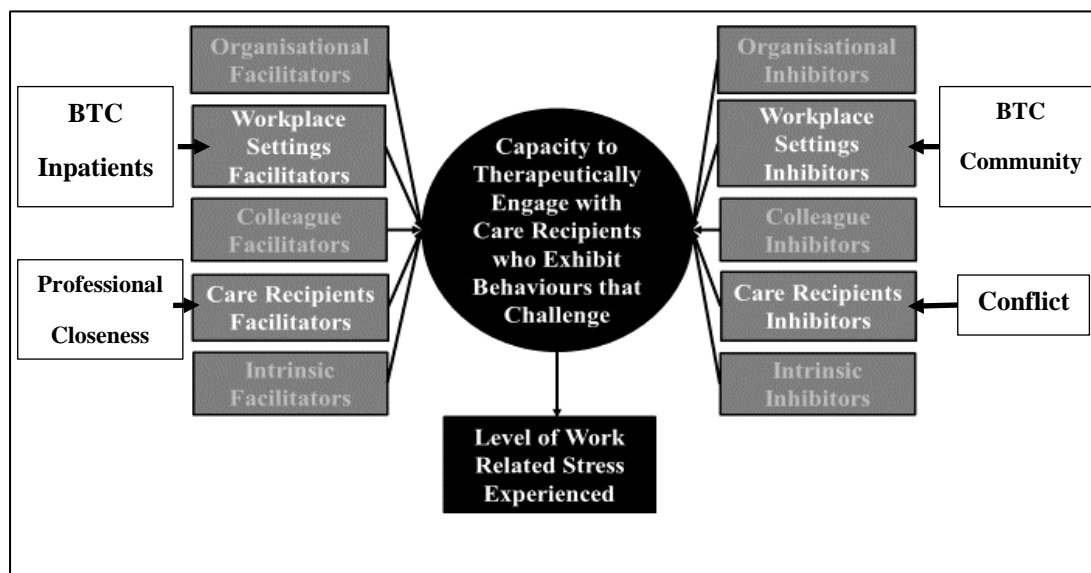 Organisational
Facilitators
BTC
Inpatients
Workplace
Settings
Facilitators
Colleague
Facilitators
Professional
Closeness
Care Recipients
Facilitators
Intrinsic
Facilitators
Capacity to
Therapeutically
Engage with
Care Recipients
who Exhibit
Behaviours that
Challenge
Level of Work
Related Stress
Experienced
Organisational
Inhibitors
Workplace
Settings
Inhibitors
BTC
Community
Colleague
Inhibitors
Care Recipients
Inhibitors
Conflict
Intrinsic
Inhibitors